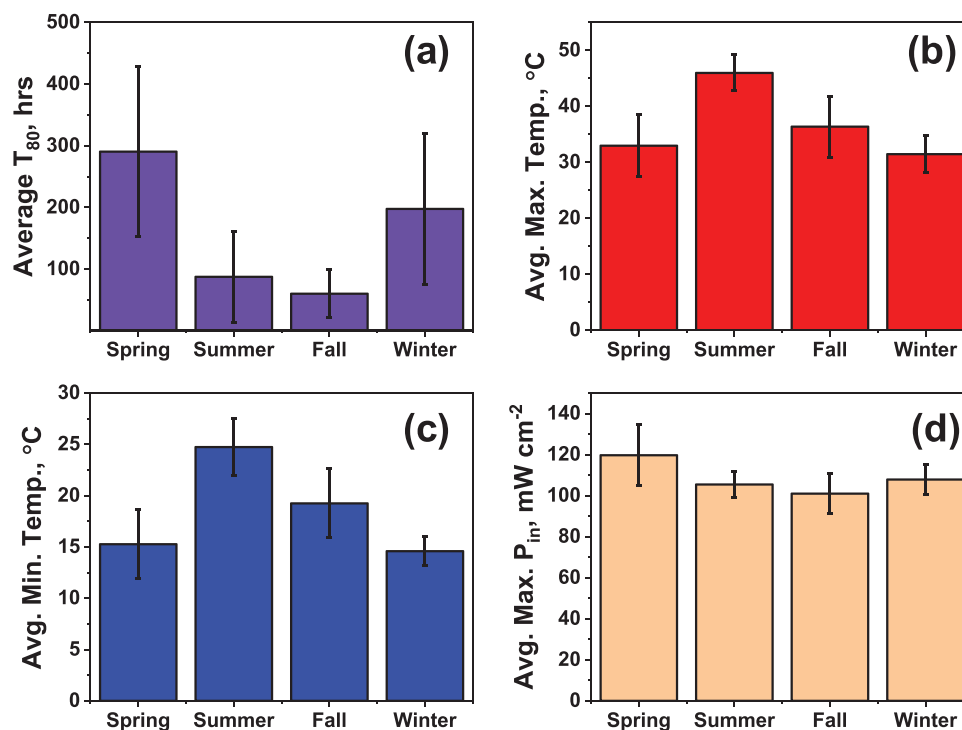 (a)
Average T80, hrs
500
400
300
200
100
Spring Summer Fall Winter
(b)
Avg. Max. Temp., °C
50
40
30
20
10
0
Spring Summer Fall Winter
(c)
Avg. Min. Temp., °C
30
25
20
15
10
5
0
Spring Summer Fall Winter
(d)
Avg. Max. Pin, mW cm-2
140
120
100
80
60
40
20
0
Spring Summer Fall Winter